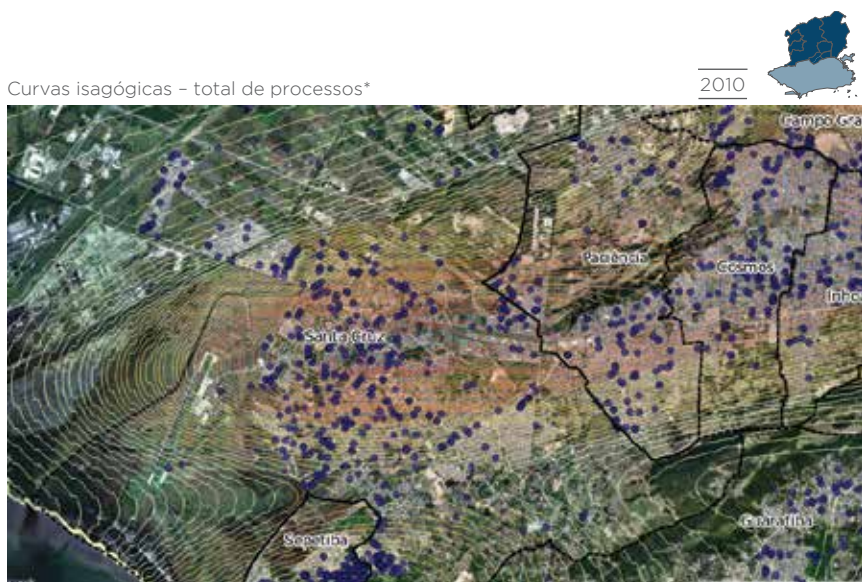 Curvas isagógicas – total de processos*
2010
Campo Gra
Paciência
Cosmos
Inho
Santa Cruz
Guaratiba
Sepetiba